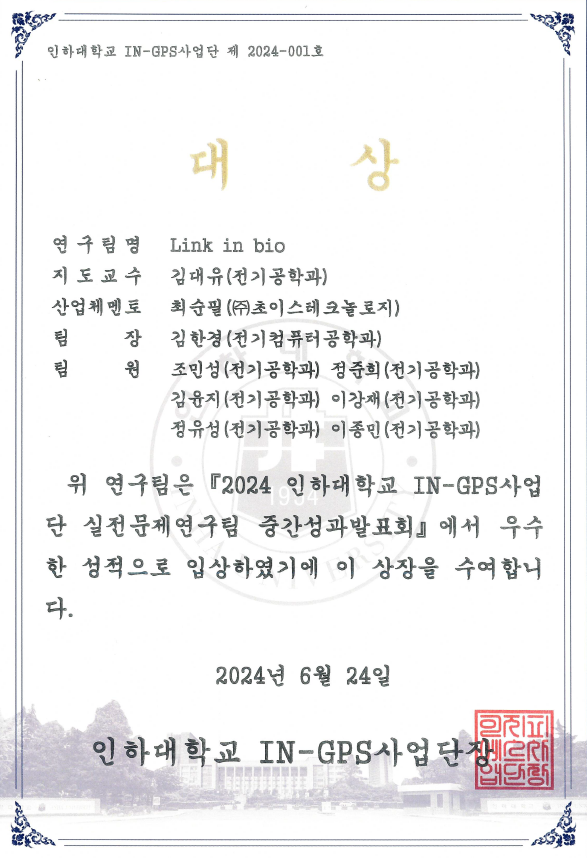 인하대학교 IN-GPS사업단 제 2024-001호
대 상
연구팀명 Link in bio
지도교수 김대유(전기공학과)
산업체멘토 최순필(㈜초이스테크놀로지)
팀 장 김한경(전기컴퓨터공학과)
팀 원 조민성(전기공학과) 정준희(전기공학과)
김윤지(전기공학과) 이강재(전기공학과)
정유성(전기공학과) 이종민(전기공학과)
위 연구팀은 『2024 인하대학교 IN-GPS사업
단 실전문제연구팀 중간성과발표회』에서 우수
한 성적으로 입상하였기에 이 상장을 수여합니
다.
2024년 6월 24일
인하대학교 IN-GPS사업단장
1954